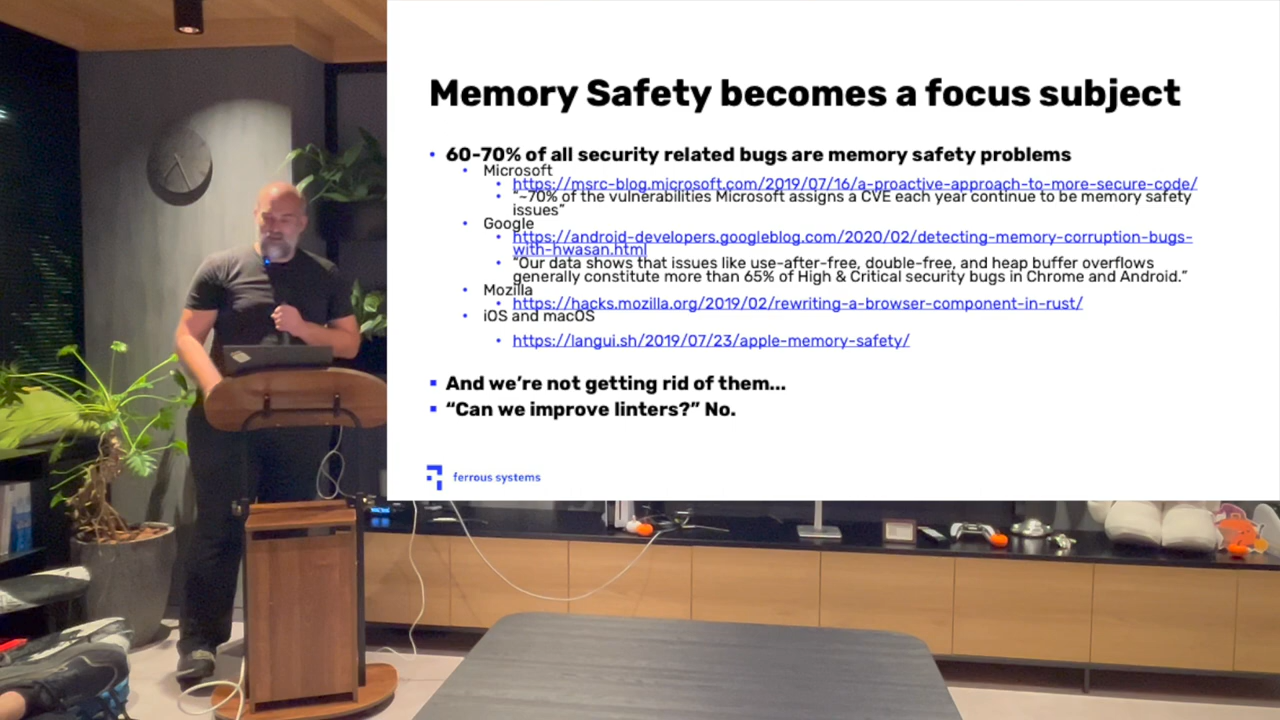 Memory Safety becomes a focus subject
60-70% of all security related bugs are memory safety problems
Microsoft
https://msrc-blog.microsoft.com/2019/07/16/a-proactive-approach-to-more-secure-code/
“~70% of the vulnerabilities Microsoft assigns a CVE each year continue to be memory safety
issues”
Google
https://android-developers.googleblog.com/2020/02/detecting-memory-corruption-bugs-
with-hwasan.html
“Our data shows that issues like use-after-free, double-free, and heap buffer overflows
generally constitute more than 65% of High & Critical security bugs in Chrome and Android.”
Mozilla
https://hacks.mozilla.org/2019/02/rewriting-a-browser-component-in-rust/
iOS and macOS
https://langui.sh/2019/07/23/apple-memory-safety/
And we’re not getting rid of them...
“Can we improve linters?” No.
ferrous systems